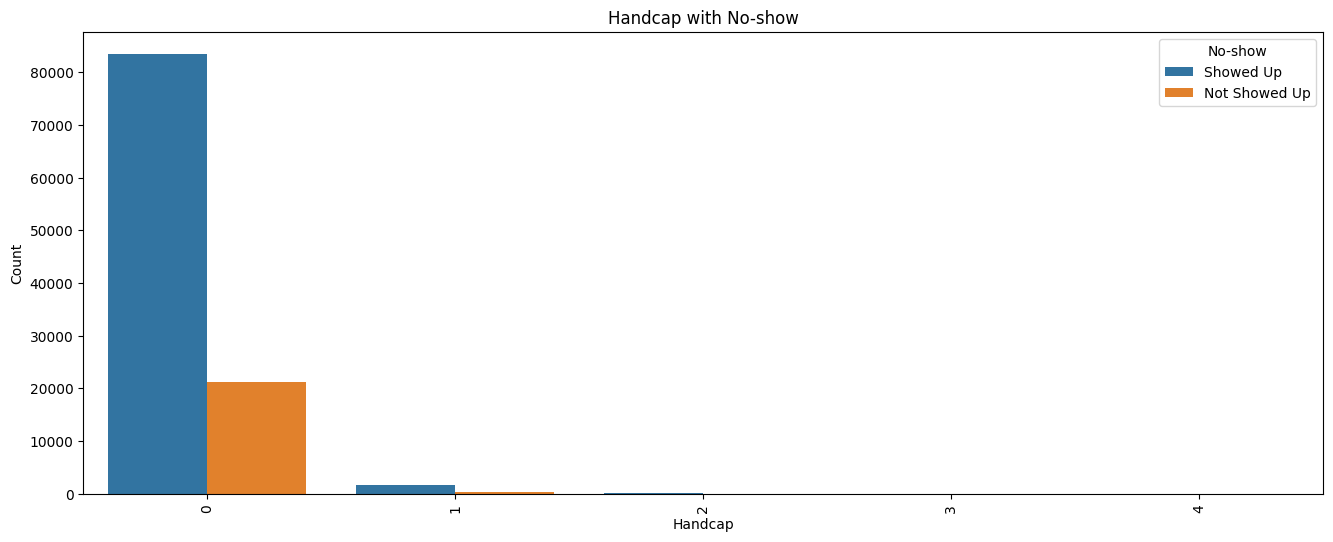 Handcap with No-show
No-show
Showed Up
Not Showed Up
Count
80000
70000
60000
50000
40000
30000
20000
10000
0
0
1
2
3
4
Handcap